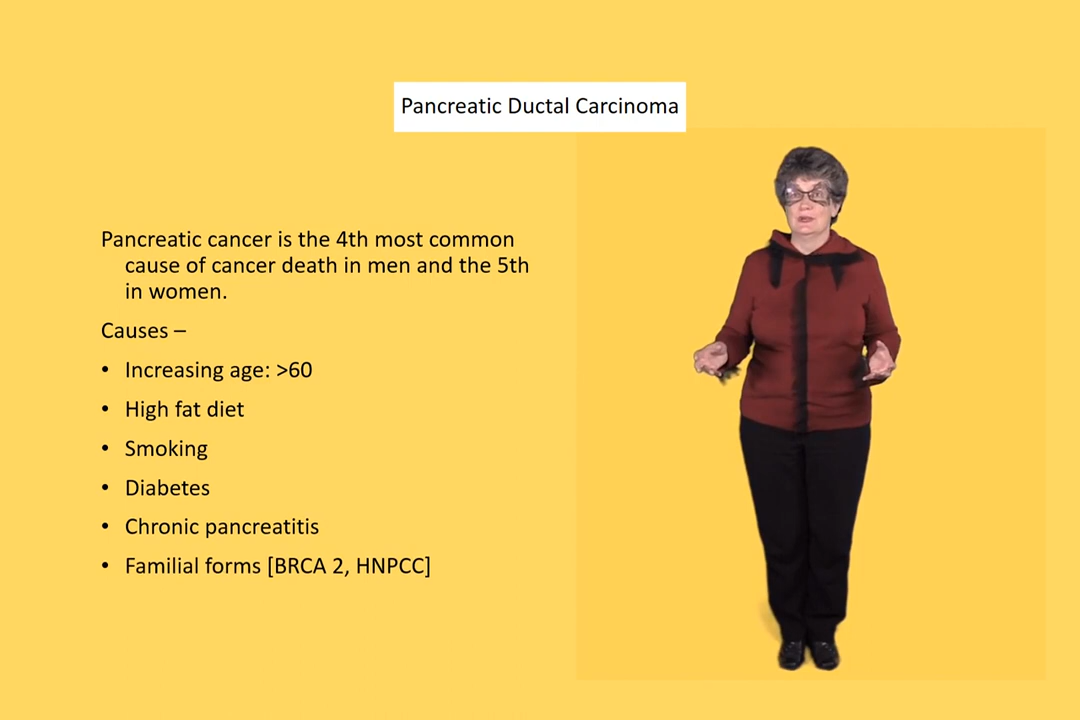 Pancreatic Ductal Carcinoma
Pancreatic cancer is the 4th most common
cause of cancer death in men and the 5th
in women.
Causes –
• Increasing age: >60
• High fat diet
• Smoking
• Diabetes
• Chronic pancreatitis
• Familial forms [BRCA 2, HNPCC]